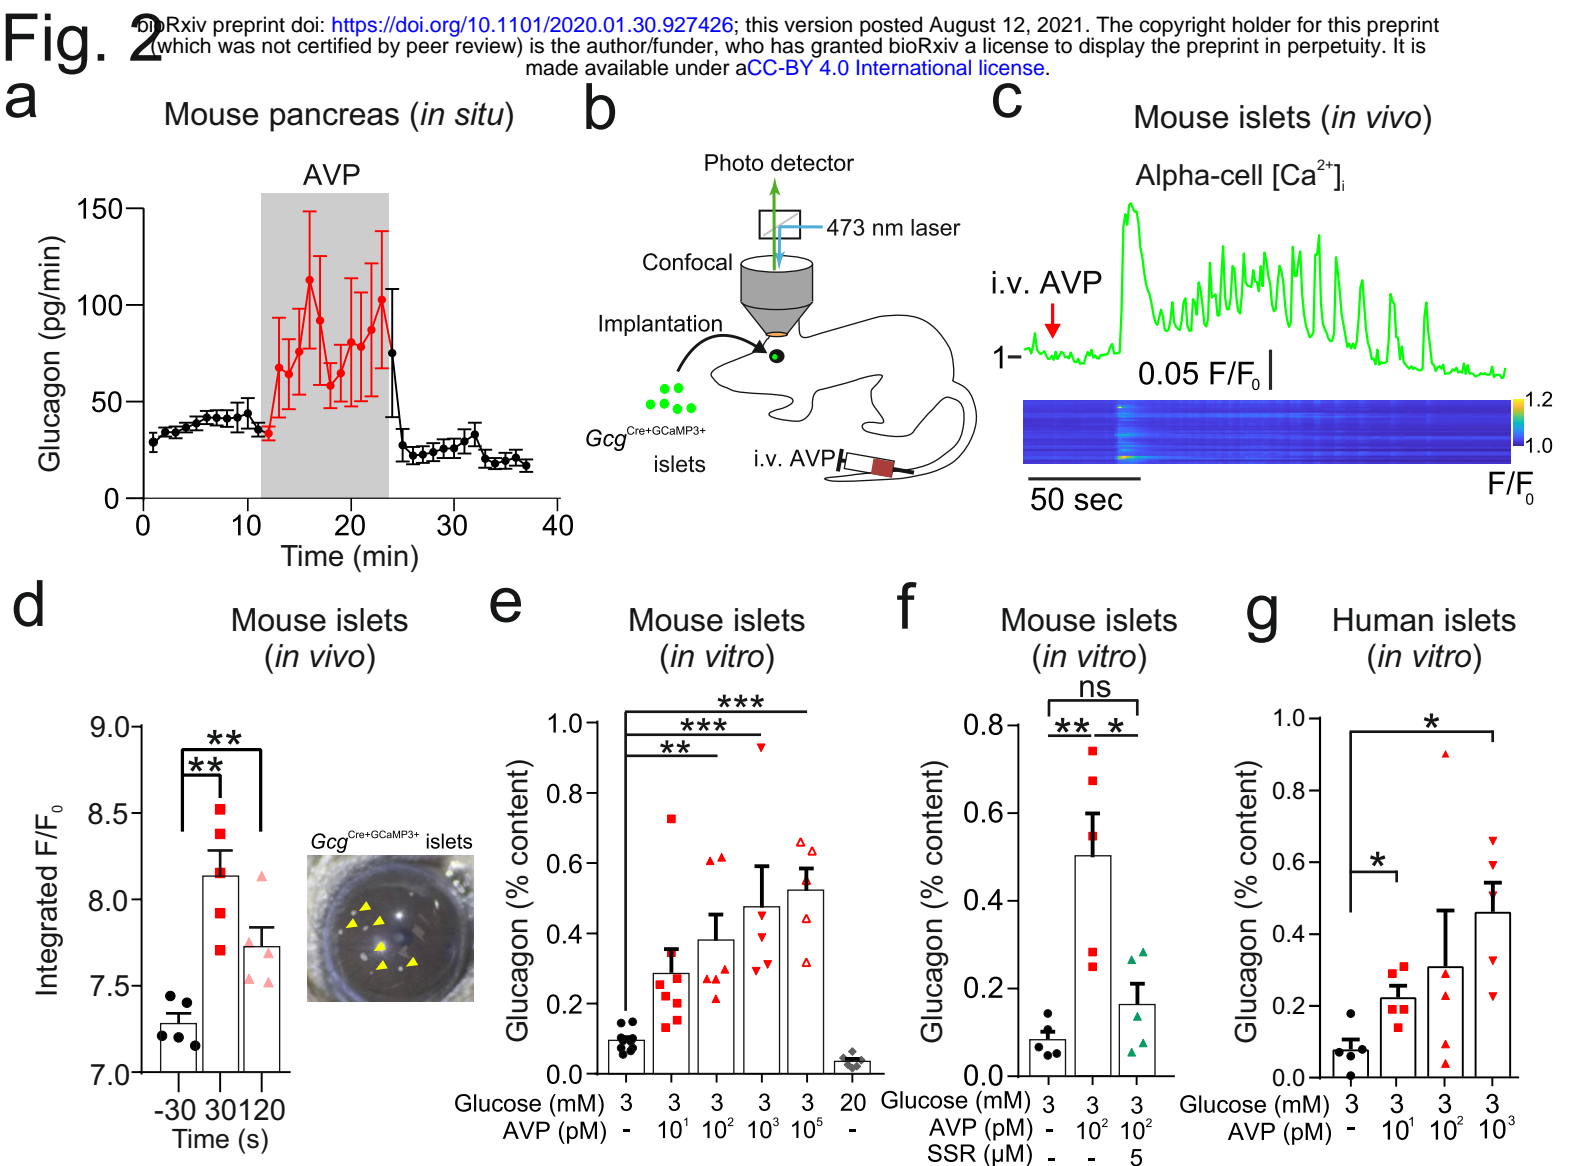 Fig. 2
bioRxiv preprint doi: https://doi.org/10.1101/2020.01.30.927426; this version posted August 12, 2021. The copyright holder for this preprint
(which was not certified by peer review) is the author/funder, who has granted bioRxiv a license to display the preprint in perpetuity. It is
made available under aCC-BY 4.0 International license.
a
Mouse pancreas (in situ)
AVP
Glucagon (pg/min)
150
100
50
0
0 10 20 30 40
Time (min)
b
Photo detector
473 nm laser
Confocal
Implantation
Gcg^Cre+GCaMP3+
islets
i.v. AVP
c
Mouse islets (in vivo)
Alpha-cell [Ca²⁺]ᵢ
i.v. AVP
1
0.05 F/F₀
1.2
1.0
F/F₀
50 sec
d
Mouse islets
(in vivo)
Integrated F/F₀
9.0
8.5
8.0
7.5
7.0
**
**
-30 30 120
Time (s)
Gcg^Cre+GCaMP3+ islets
e
Mouse islets
(in vitro)
Glucagon (% content)
1.0
0.8
0.6
0.4
0.2
0.0
***
***
**
Glucose (mM) 3 3 3 3 3 20
AVP (pM) - 10¹ 10² 10³ 10⁵ -
f
Mouse islets
(in vitro)
Glucagon (% content)
0.8
0.6
0.4
0.2
0.0
ns
** *
Glucose (mM) 3 3 3
AVP (pM) - 10² 10²
SSR (µM) - - 5
g
Human islets
(in vitro)
Glucagon (% content)
1.0
0.8
0.6
0.4
0.2
0.0
*
*
Glucose (mM) 3 3 3 3
AVP (pM) - 10¹ 10² 10³